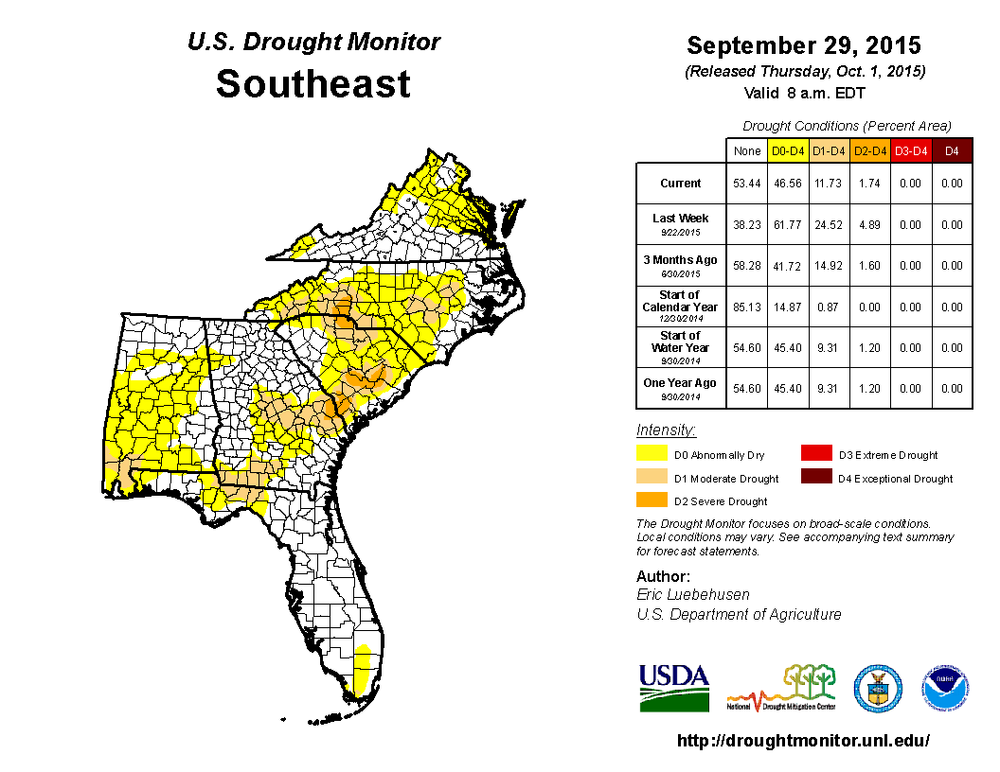 U.S. Drought Monitor
Southeast
September 29, 2015
(Released Thursday, Oct. 1, 2015)
Valid 8 a.m. EDT
Drought Conditions (Percent Area)
None D0-D4 D1-D4 D2-D4 D3-D4 D4
Current 53.44 46.56 11.73 1.74 0.00 0.00
Last Week
9/22/2015 38.23 61.77 24.52 4.89 0.00 0.00
3 Months Ago
6/30/2015 58.28 41.72 14.92 1.60 0.00 0.00
Start of
Calendar Year
12/30/2014 85.13 14.87 0.87 0.00 0.00 0.00
Start of
Water Year
9/30/2014 54.60 45.40 9.31 1.20 0.00 0.00
One Year Ago
9/30/2014 54.60 45.40 9.31 1.20 0.00 0.00
Intensity:
D0 Abnormally Dry
D1 Moderate Drought
D2 Severe Drought
D3 Extreme Drought
D4 Exceptional Drought
The Drought Monitor focuses on broad-scale conditions.
Local conditions may vary. See accompanying text summary
for forecast statements.
Author:
Eric Luebehusen
U.S. Department of Agriculture
USDA
National Drought Mitigation Center
NOAA
http://droughtmonitor.unl.edu/